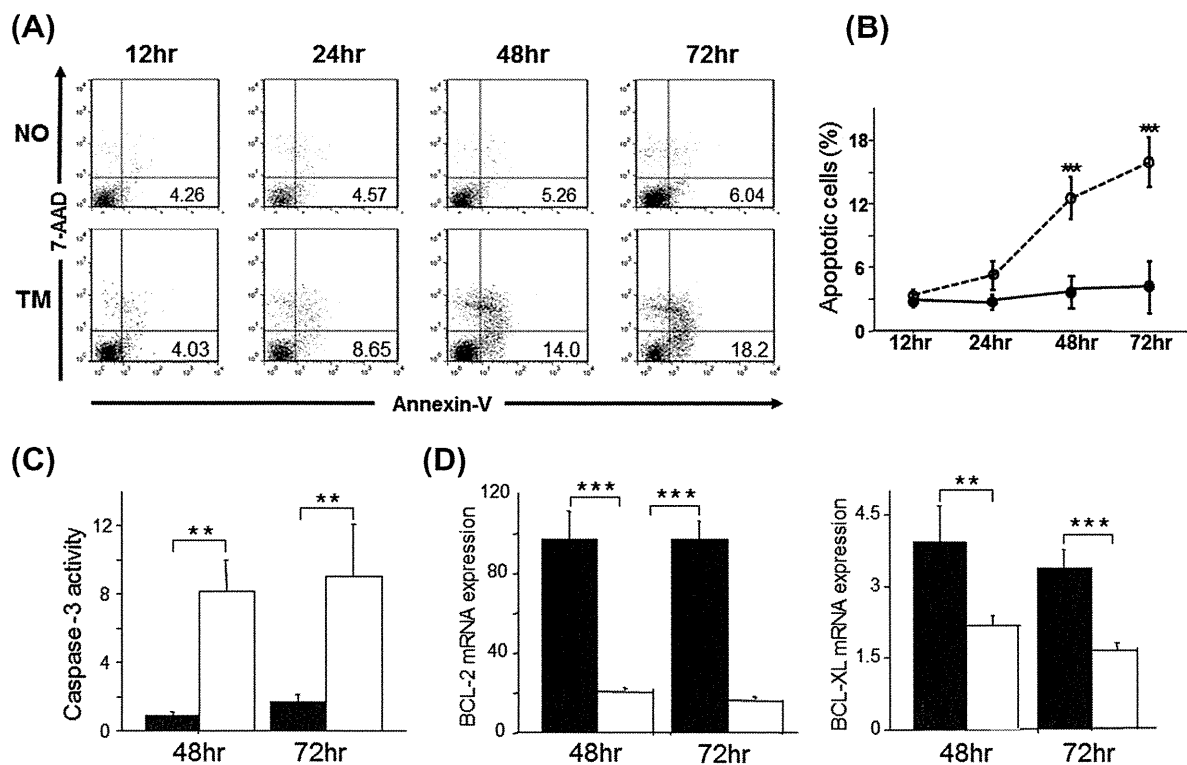 (A)
12hr 24hr 48hr 72hr
NO
4.26 4.57 5.26 6.04
7-AAD
TM
4.03 8.65 14.0 18.2
Annexin-V
(B)
Apoptotic cells (%)
18
12
6
0
*** ***
12hr 24hr 48hr 72hr
(C)
Caspase-3 activity
12
8
4
0
** **
48hr 72hr
(D)
BCL-2 mRNA expression
120
80
40
0
*** ***
48hr 72hr
BCL-XL mRNA expression
4.5
3
1.5
0
** ***
48hr 72hr